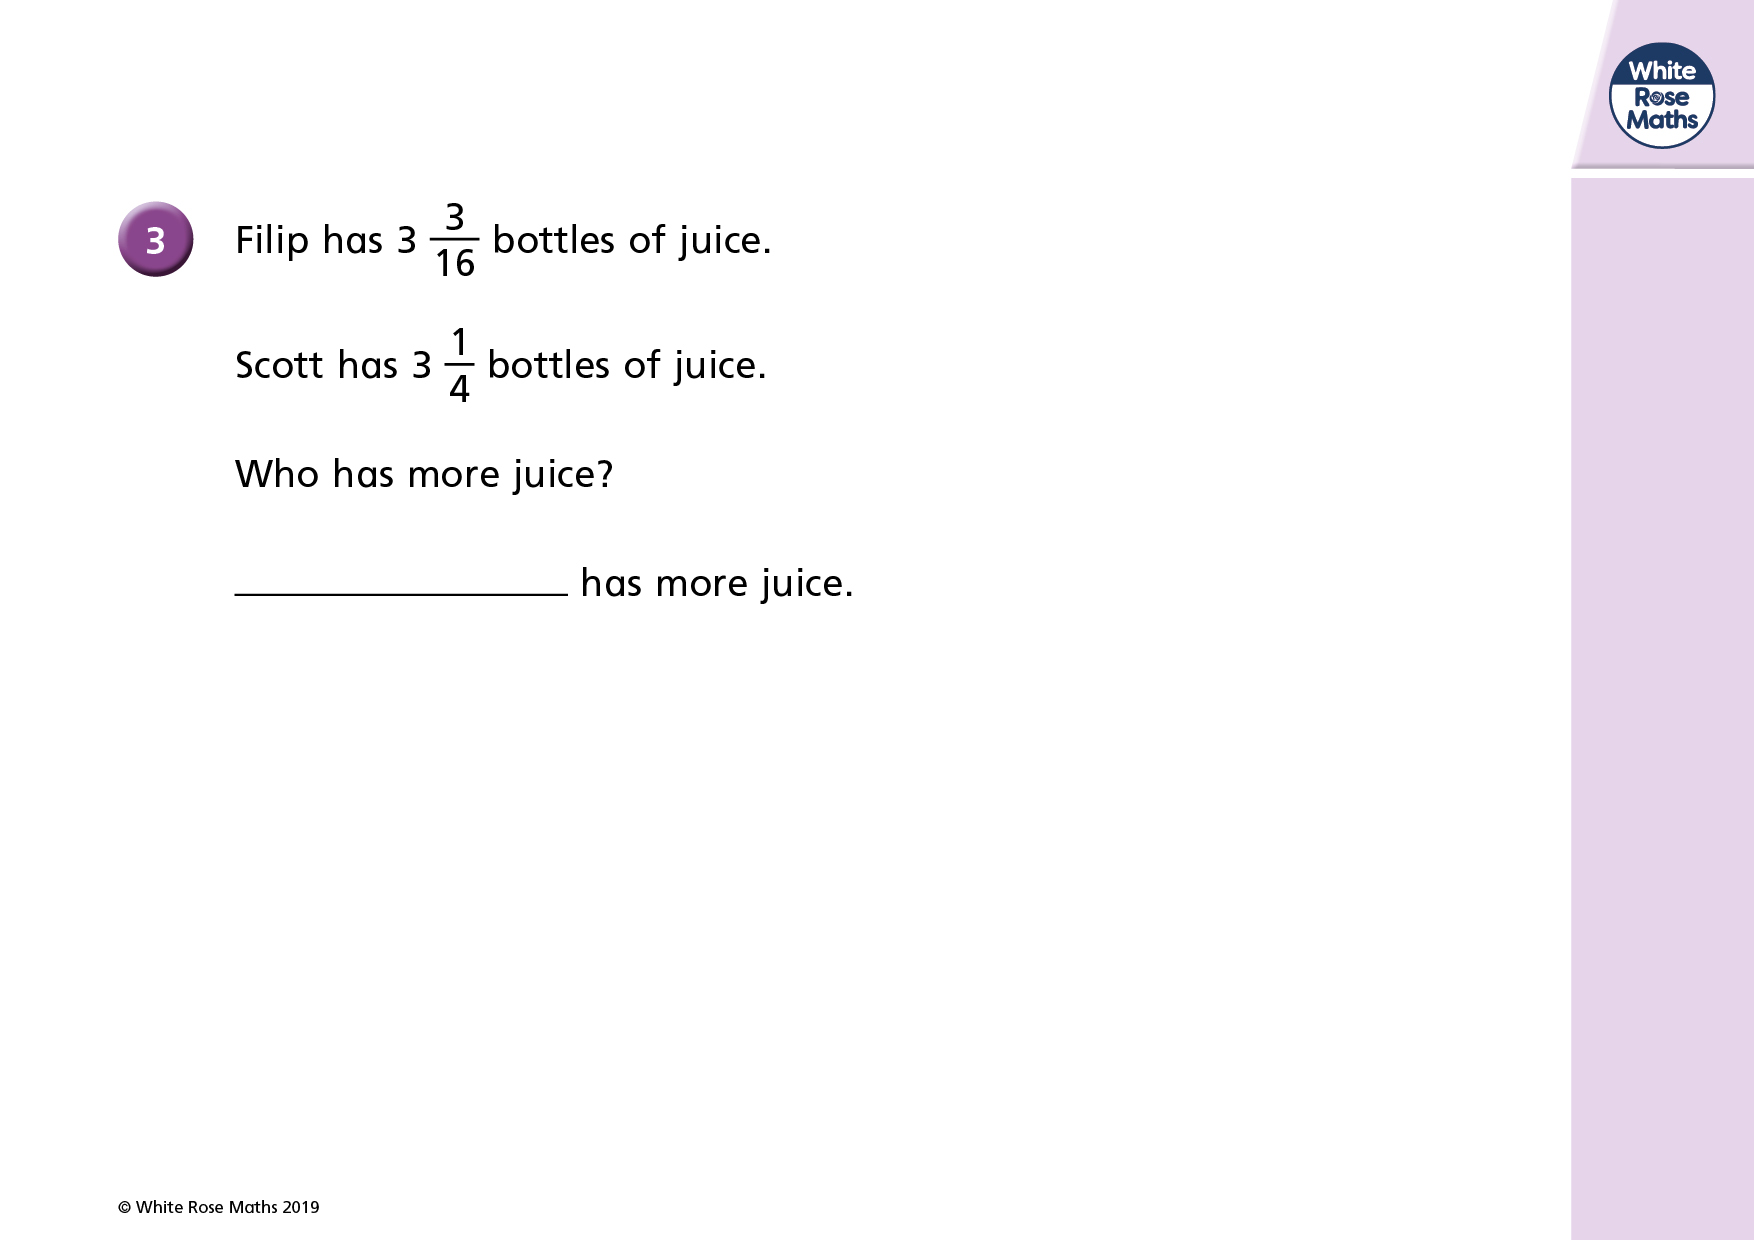 White
Rose
Maths
3 Filip has 3 3/16 bottles of juice.
Scott has 3 1/4 bottles of juice.
Who has more juice?
_______________ has more juice.
© White Rose Maths 2019